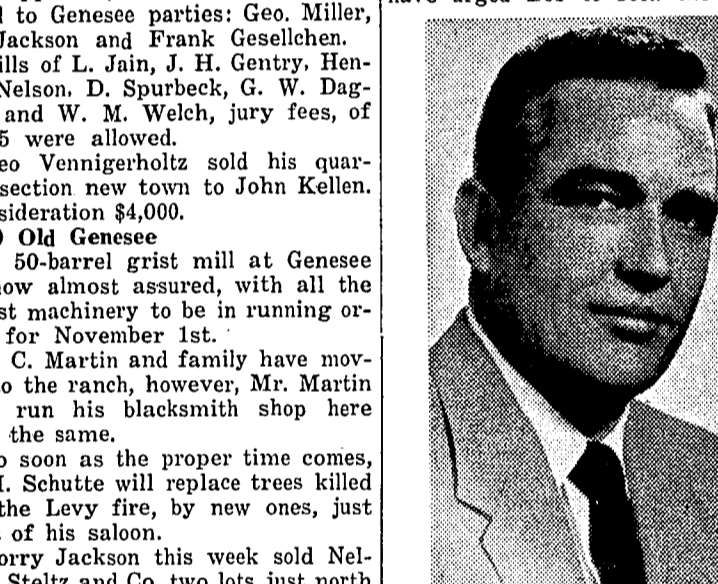 l to Genesee parties: Geo. Miller,
Jackson and Frank Gesellchen.
ills of L. Jain, J. H. Gentry, Hen-
Nelson, D. Spurbeck, G. W. Dag-
and W. M. Welch, jury fees, of
5 were allowed.
eo Vennigerholtz sold his quar-
section new town to John Kellen.
sideration $4,000.
) Old Genesee
50-barrel grist mill at Genesee
ow almost assured, with all the
st machinery to be in running or-
for November 1st.
C. Martin and family have mov-
o the ranch, however, Mr. Martin
run his blacksmith shop here
the same.
o soon as the proper time comes,
I. Schutte will replace trees killed
the Levy fire, by new ones, just
of his saloon.
orry Jackson this week sold Nel-
Steltz and Co. two lots just north